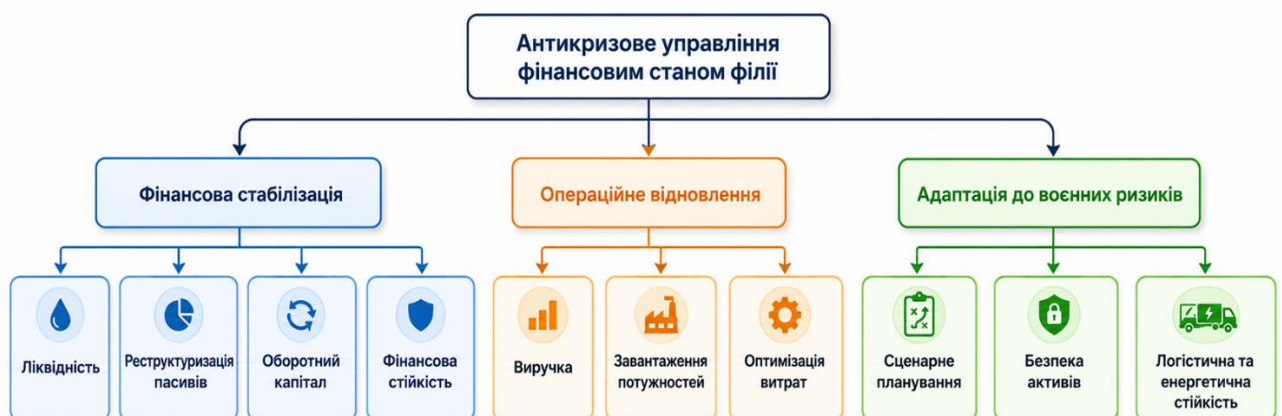 Антикризове управління
фінансовим станом філії
Фінансова стабілізація
Операційне відновлення
Адаптація до воєнних ризиків
Ліквідність
Реструктуризація
пасивів
Оборотний
капітал
Фінансова
стійкість
Виручка
Завантаження
потужностей
Оптимізація
витрат
Сценарне
планування
Безпека
активів
Логістична та
енергетична
стійкість